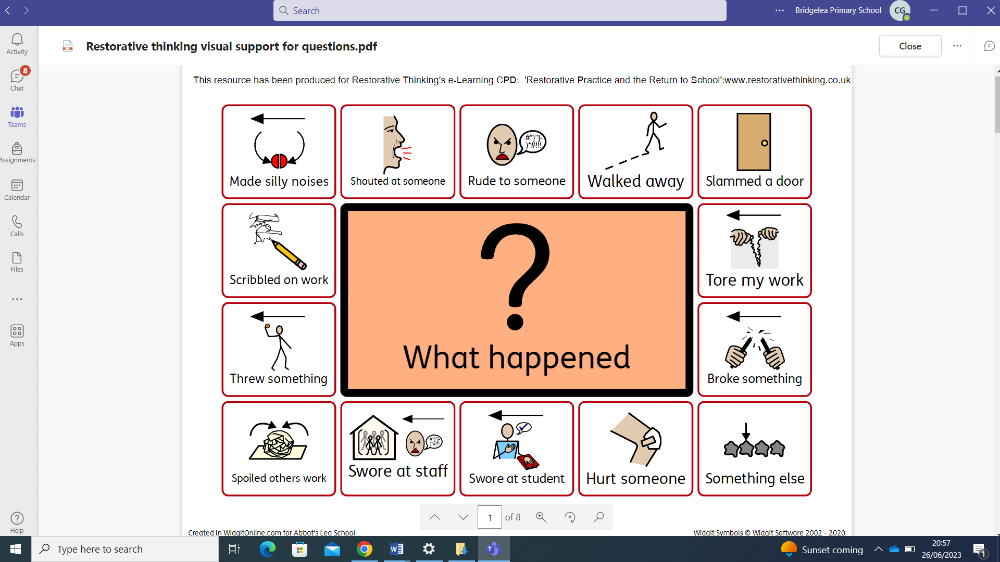 Search
Bridgelea Primary School
CG
Activity
8
Chat
Teams
Assignments
Calendar
Calls
Files
Apps
Help
Restorative thinking visual support for questions.pdf
Close
This resource has been produced for Restorative Thinking's e-Learning CPD:  'Restorative Practice and the Return to School':www.restorativethinking.co.uk
#*}"]-
)*#!!!
Made silly noises
Shouted at someone
Rude to someone
Walked away
Slammed a door
Scribbled on work
?
What happened
Tore my work
Threw something
Broke something
#*}"]-
)*#!!!
Spoiled others work
Swore at staff
Swore at student
Hurt someone
Something else
1 of 8
Created in WidgitOnline.com for Abbot's Lea School
Widgit Symbols © Widgit Software 2002 - 2020
Type here to search
Sunset coming
20:57
26/06/2023
1